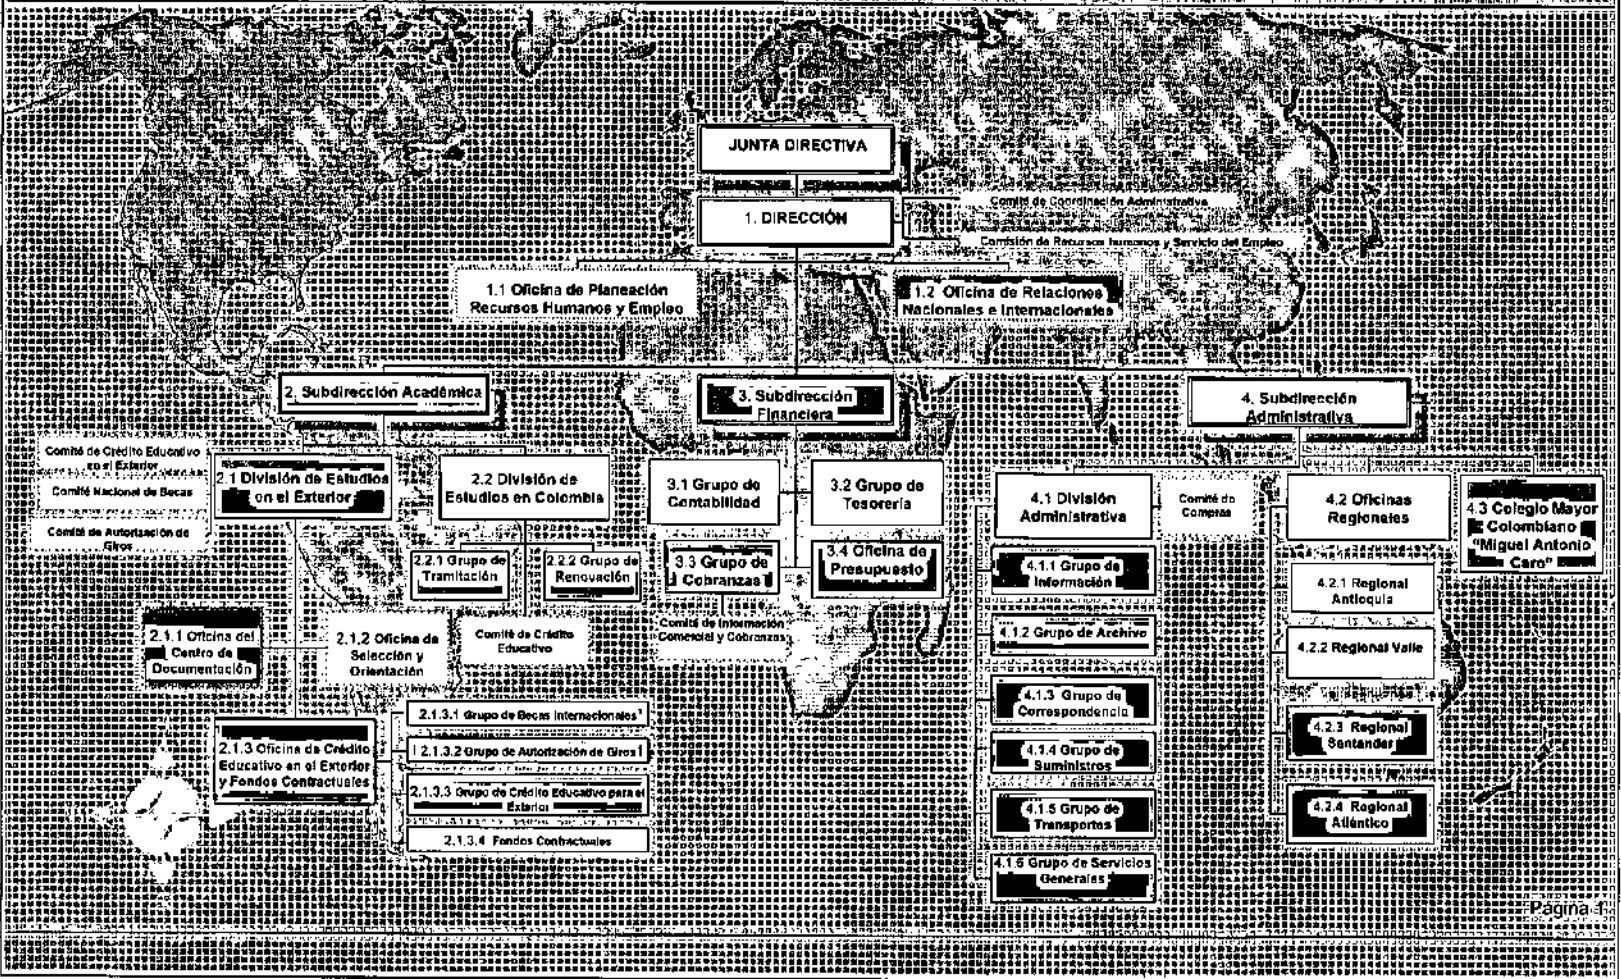 JUNTA DIRECTIVA
1. DIRECCIÓN
Comité de Coordinación Administrativa
Comisión de Recursos humanos y Servicio del Empleo
1.1 Oficina de Planeación
Recursos Humanos y Empleo
1.2 Oficina de Relaciones
Nacionales e Internacionales
2. Subdirección Académica
3. Subdirección
Financiera
4. Subdirección
Administrativa
Comité de Crédito Educativo
en el Exterior
Comité Nacional de Becas
Comité de Autorización de
Giros
2.1 División de Estudios
en el Exterior
2.2 División de
Estudios en Colombia
2.2.1 Grupo de
Tramitación
2.2.2 Grupo de
Renovación
Comité de Crédito
Educativo
2.1.1 Oficina del
Centro de
Documentación
2.1.2 Oficina de
Selección y
Orientación
2.1.3 Oficina de Crédito
Educativo en el Exterior
y Fondos Contractuales
2.1.3.1 Grupo de Becas Internacionales
2.1.3.2 Grupo de Autorización de Giros
2.1.3.3 Grupo de Crédito Educativo para el
Exterior
2.1.3.4 Fondos Contractuales
3.1 Grupo de
Contabilidad
3.2 Grupo de
Tesorería
3.3 Grupo de
Cobranzas
3.4 Oficina de
Presupuesto
Comité de Información
Comercial y Cobranzas
4.1 División
Administrativa
Comité de
Compras
4.1.1 Grupo de
Información
4.1.2 Grupo de Archivo
4.1.3 Grupo de
Correspondencia
4.1.4 Grupo de
Suministros
4.1.5 Grupo de
Transportes
4.1.6 Grupo de Servicios
Generales
4.2 Oficinas
Regionales
4.2.1 Regional
Antioquia
4.2.2 Regional Valle
4.2.3 Regional
Santander
4.2.4 Regional
Atlántico
4.3 Colegio Mayor
Colombiano
"Miguel Antonio
Caro"
Página 1